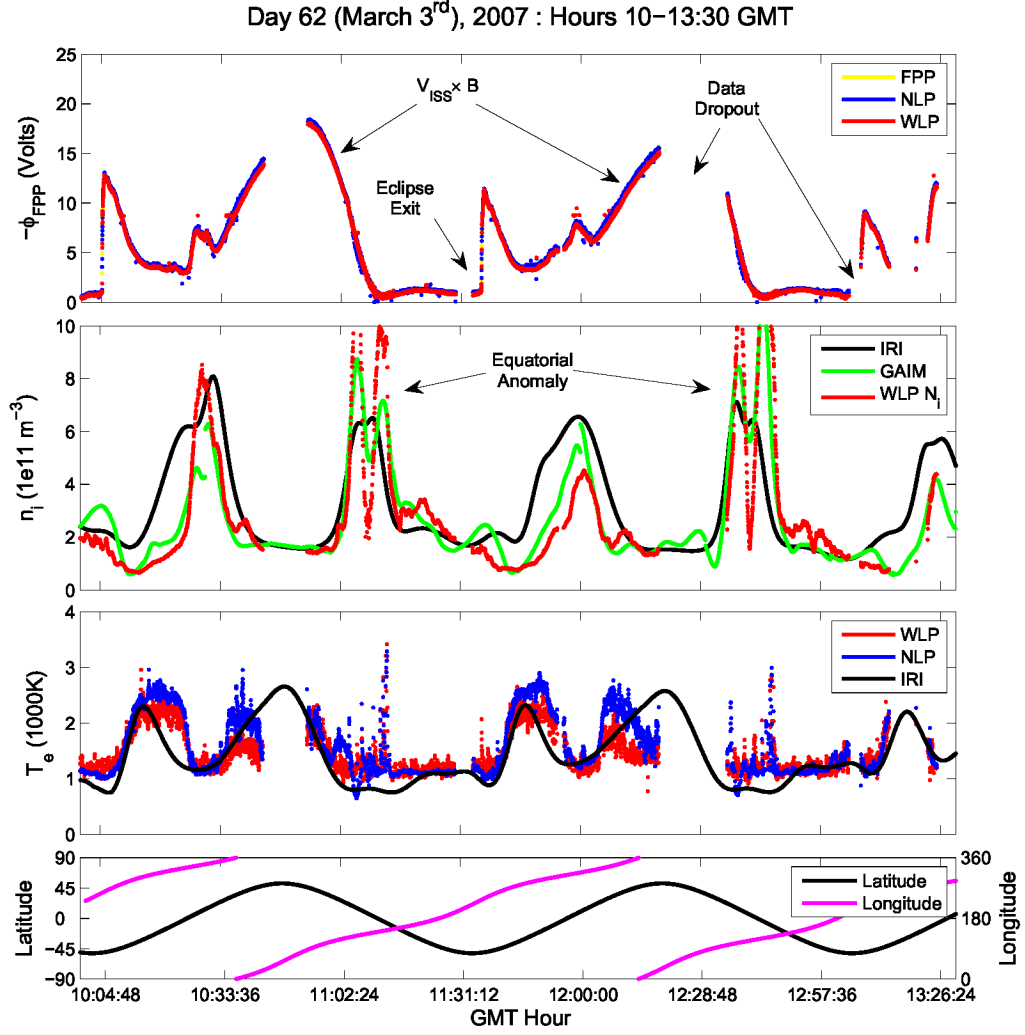 Day 62 (March 3rd), 2007 : Hours 10−13:30 GMT
25
20
15
10
5
0
−ϕFPP (Volts)
VISS× B
Eclipse
Exit
Data
Dropout
FPP
NLP
WLP
10
8
6
4
2
0
ni (1e11 m−3)
Equatorial
Anomaly
IRI
GAIM
WLP Ni
4
3
2
1
0
Te (1000K)
WLP
NLP
IRI
90
45
0
−45
−90
Latitude
Latitude
Longitude
360
180
0
Longitude
10:04:48 10:33:36 11:02:24 11:31:12 12:00:00 12:28:48 12:57:36 13:26:24
GMT Hour